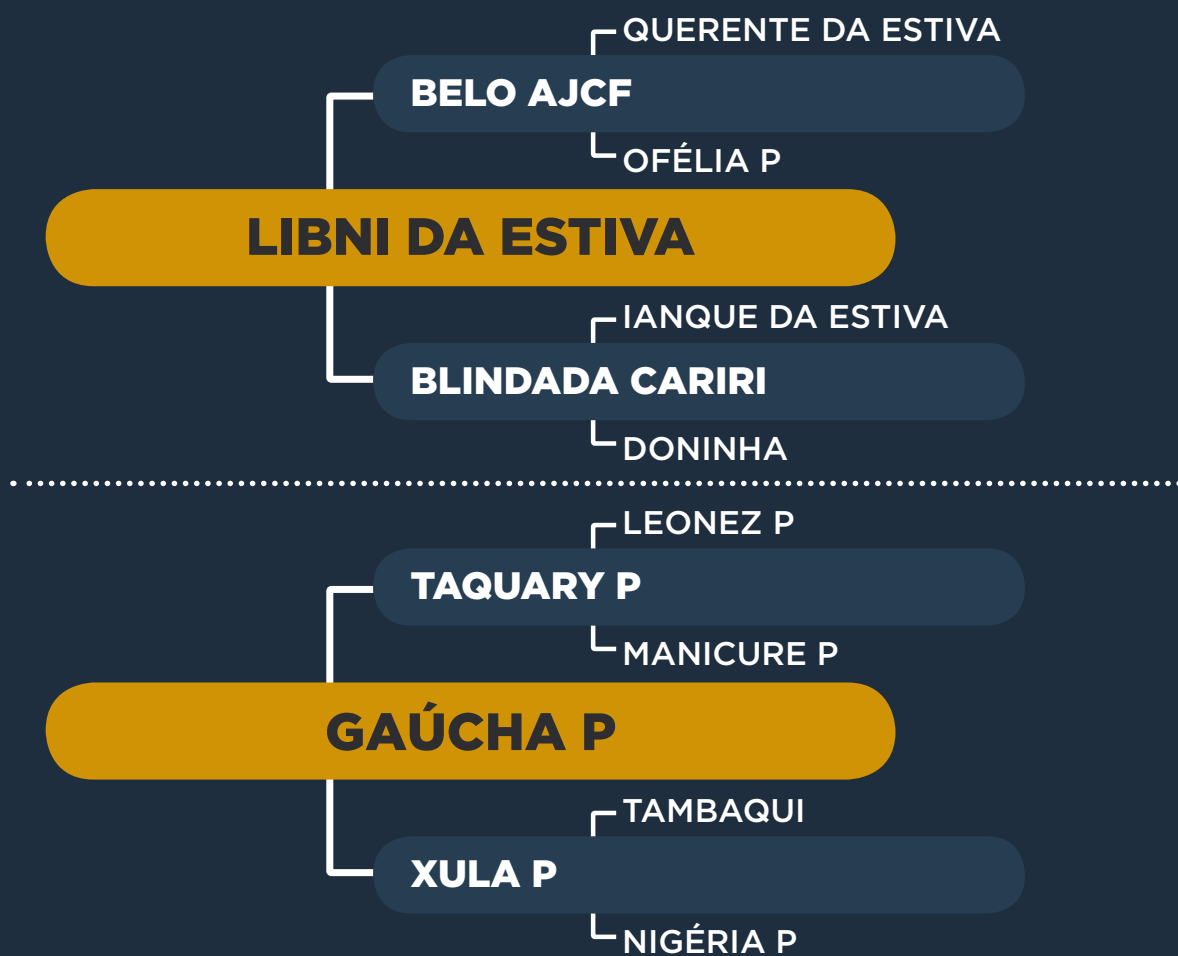 QUERENTE DA ESTIVA
BELO AJCF
OFÉLIA P
LIBNI DA ESTIVA
IANQUE DA ESTIVA
BLINDADA CARIRI
DONINHA
LEONEZ P
TAQUARY P
MANICURE P
GAÚCHA P
TAMBAQUI
XULA P
NIGÉRIA P